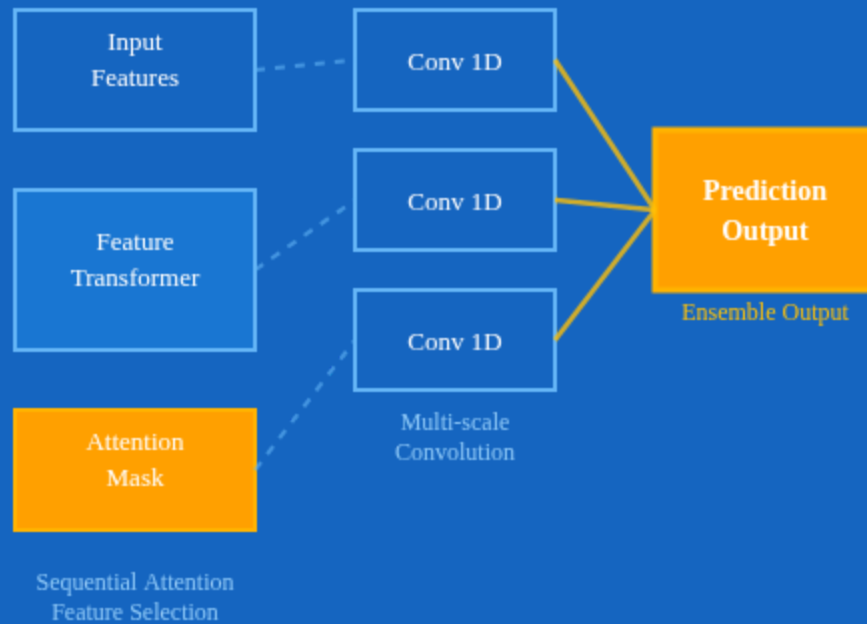 Input
Features
Feature
Transformer
Attention
Mask
Sequential Attention
Feature Selection
Conv 1D
Conv 1D
Conv 1D
Multi-scale
Convolution
Prediction
Output
Ensemble Output